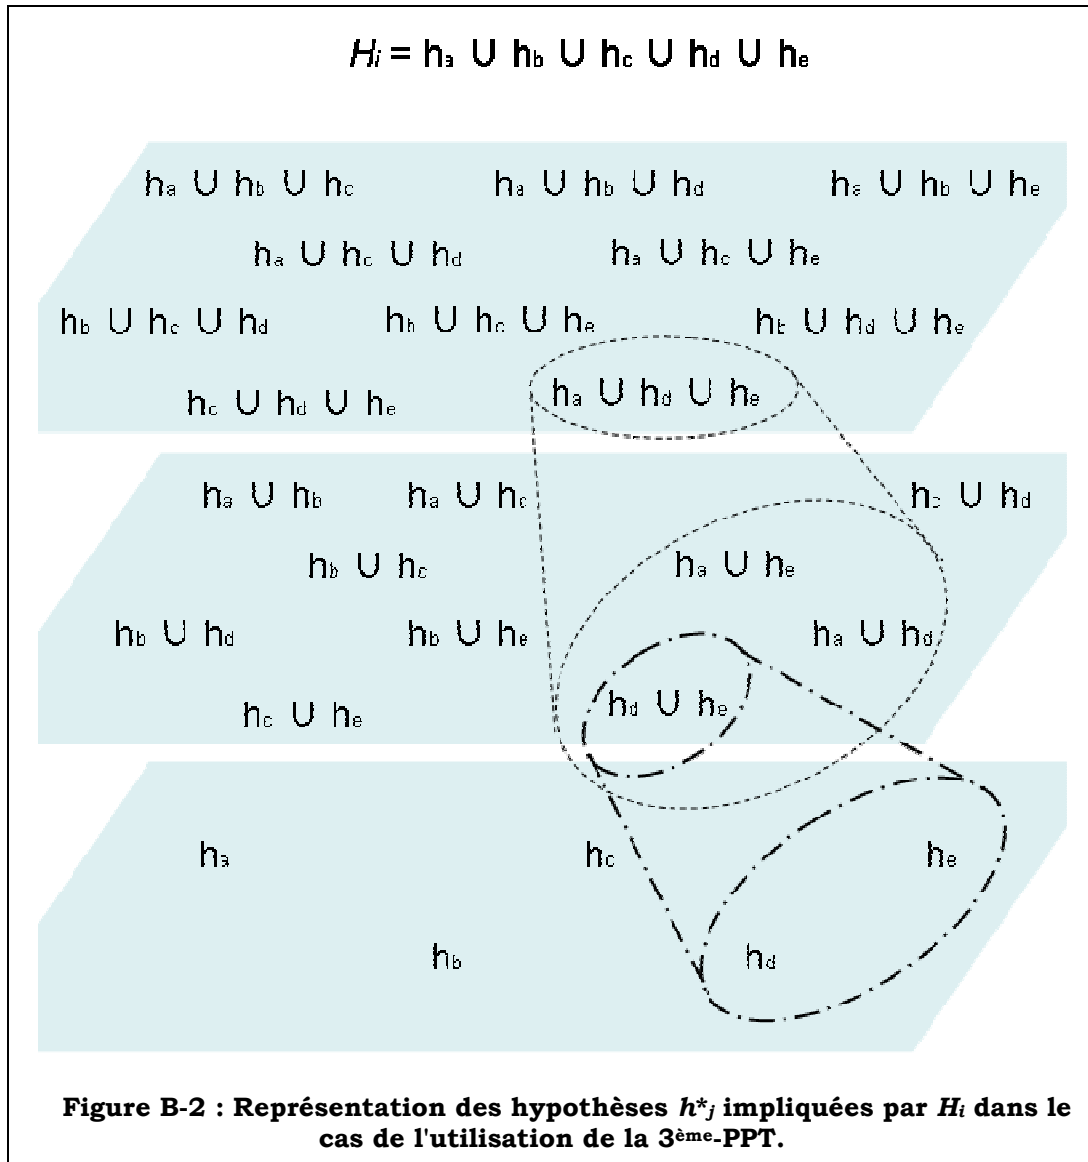 Hi = ha U hb U hc U hd U he
ha U hb U hc ha U hb U hd ha U hb U he
ha U hc U hd ha U hc U he
hb U hc U hd hb U hc U he hb U hd U he
hc U hd U he ha U hd U he
ha U hb ha U hc hc U hd
hb U hc ha U he
hb U hd hb U he ha U hd
hc U he hd U he
ha hc he
hb hd
Figure B-2 : Représentation des hypothèses h*j impliquées par Hi dans le
cas de l'utilisation de la 3ème-PPT.